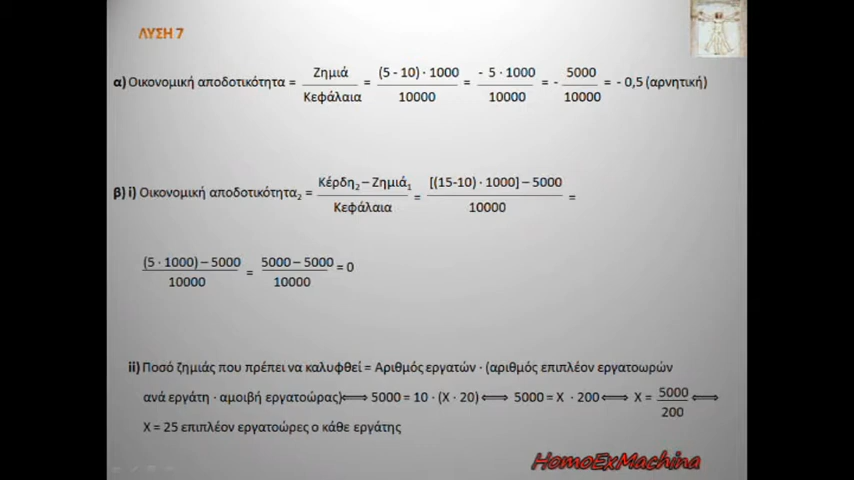 ΛΥΣΗ 7
α) Οικονομική αποδοτικότητα = Ζημιά / Κεφάλαια = (5 - 10) · 1000 / 10000 = - 5 · 1000 / 10000 = - 5000 / 10000 = - 0,5 (αρνητική)
β) i) Οικονομική αποδοτικότητα₂ = Κέρδη₂ – Ζημιά₁ / Κεφάλαια = [(15-10) · 1000] – 5000 / 10000 =
(5 · 1000) – 5000 / 10000 = 5000 – 5000 / 10000 = 0
ii) Ποσό ζημιάς που πρέπει να καλυφθεί = Αριθμός εργατών · (αριθμός επιπλέον εργατοωρών
ανά εργάτη · αμοιβή εργατοώρας) ⟺ 5000 = 10 · (Χ · 20) ⟺ 5000 = Χ · 200 ⟺ Χ = 5000 / 200 ⟺
Χ = 25 επιπλέον εργατοώρες ο κάθε εργάτης
HomoExMachina